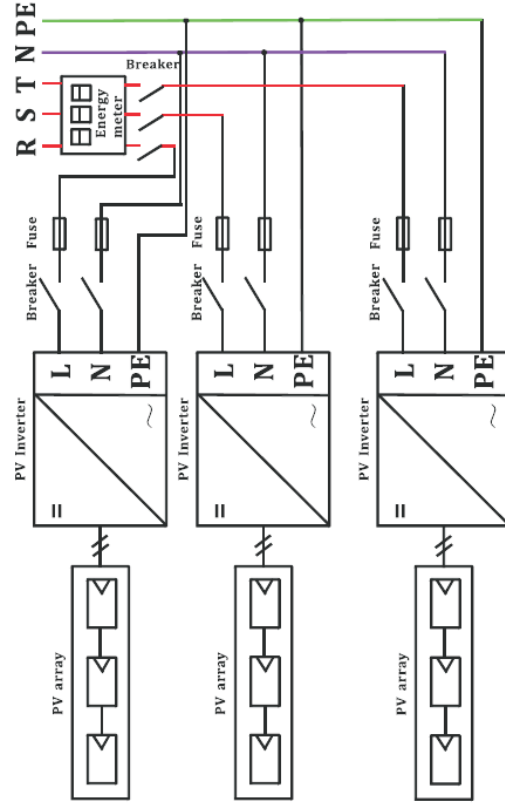 PE
N
T
S
R
Breaker
Energy
meter
Fuse
Breaker
L
N
PE
PV Inverter
PV array
Fuse
Breaker
L
N
PE
PV Inverter
PV array
Fuse
Breaker
L
N
PE
PV Inverter
PV array